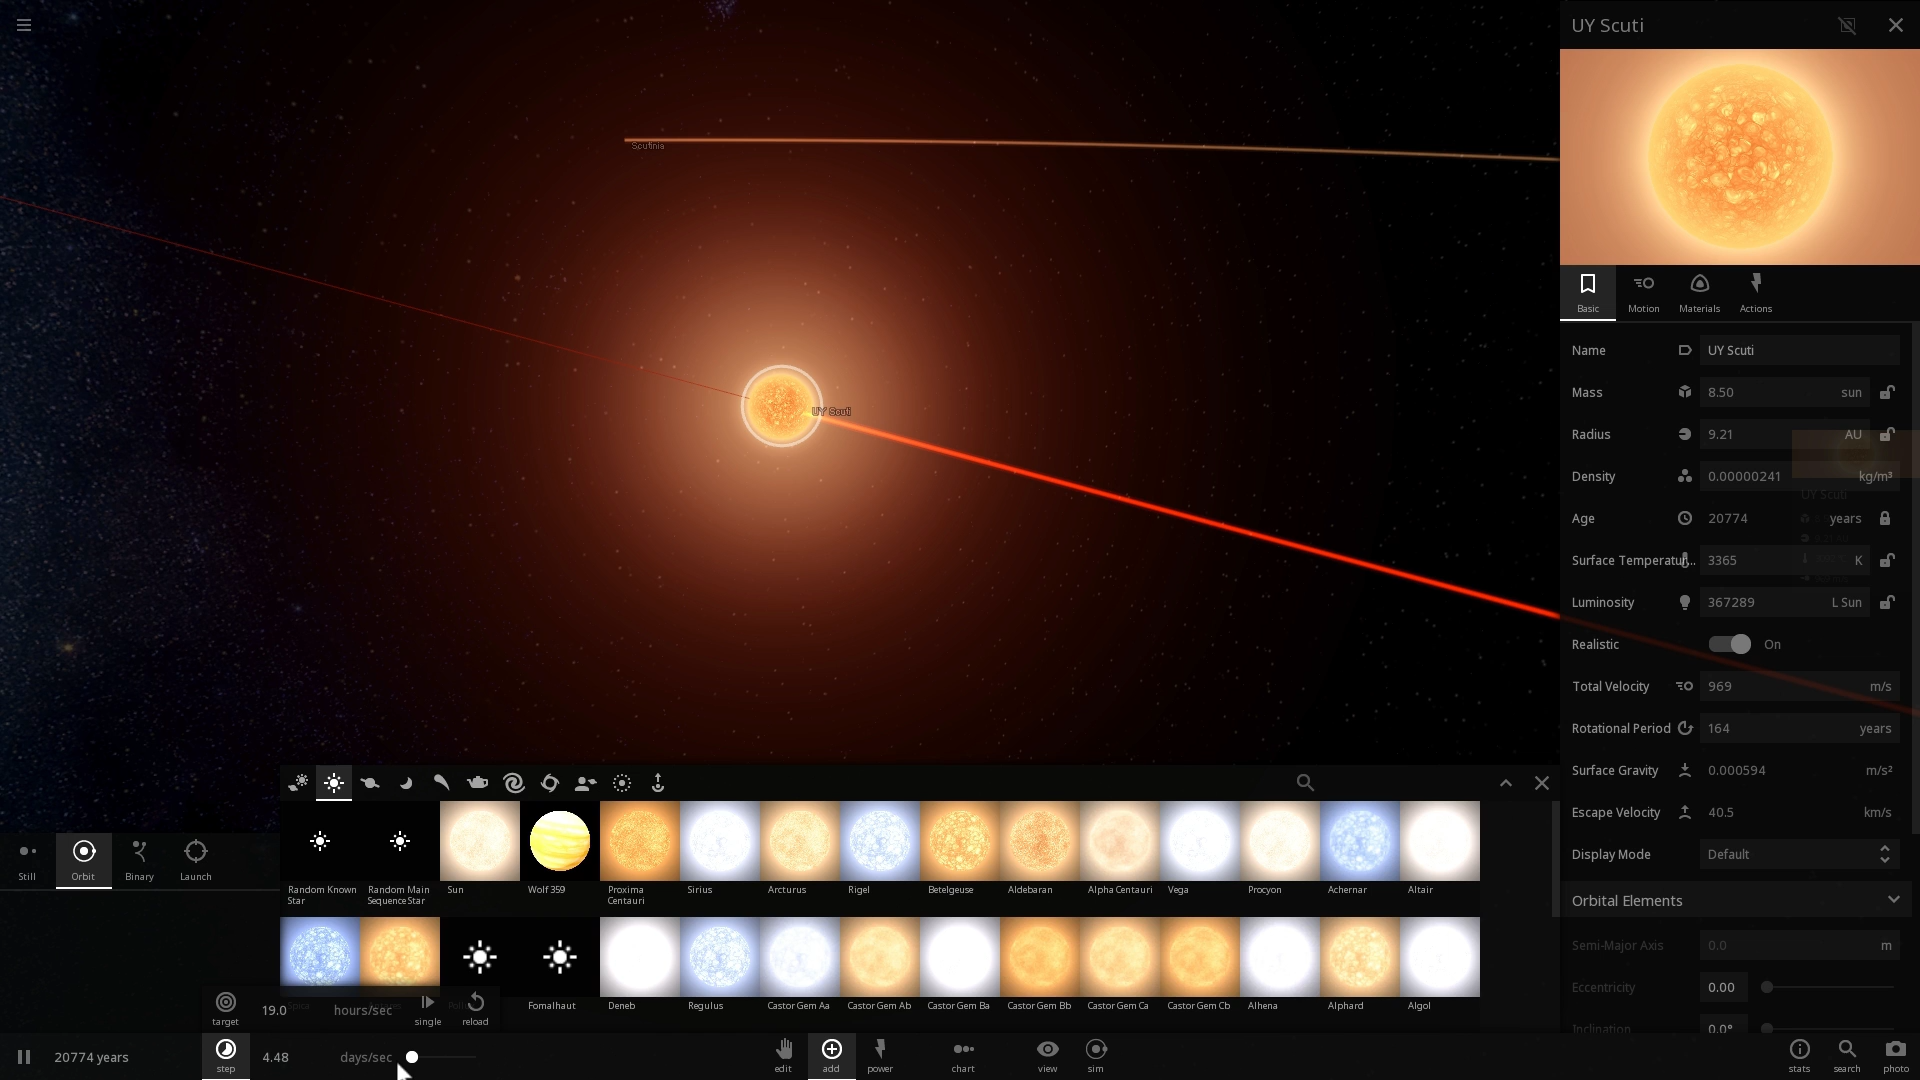 UY Scuti
Scutinia
UY Scuti
Basic
Motion
Materials
Actions
Name
UY Scuti
Mass
8.50
sun
Radius
9.21
AU
Density
0.00000241
kg/m³
UY Scuti
Age
20774
years
Surface Temperatur...
3365
K
Luminosity
367289
L Sun
Realistic
On
Total Velocity
969
m/s
Rotational Period
164
years
Surface Gravity
0.000594
m/s²
Escape Velocity
40.5
km/s
Display Mode
Default
Orbital Elements
Semi-Major Axis
0.0
m
Eccentricity
0.00
Inclination
0.0°
Still
Orbit
Binary
Launch
Random Known
Star
Random Main
Sequence Star
Sun
Wolf 359
Proxima
Centauri
Sirius
Arcturus
Rigel
Betelgeuse
Aldebaran
Alpha Centauri
Vega
Procyon
Achernar
Altair
Spica
Fomalhaut
Deneb
Regulus
Castor Gem Aa
Castor Gem Ab
Castor Gem Ba
Castor Gem Bb
Castor Gem Ca
Castor Gem Cb
Alhena
Alphard
Algol
target
19.0
hours/sec
single
reload
20774 years
step
4.48
days/sec
edit
add
power
chart
view
sim
stats
search
photo